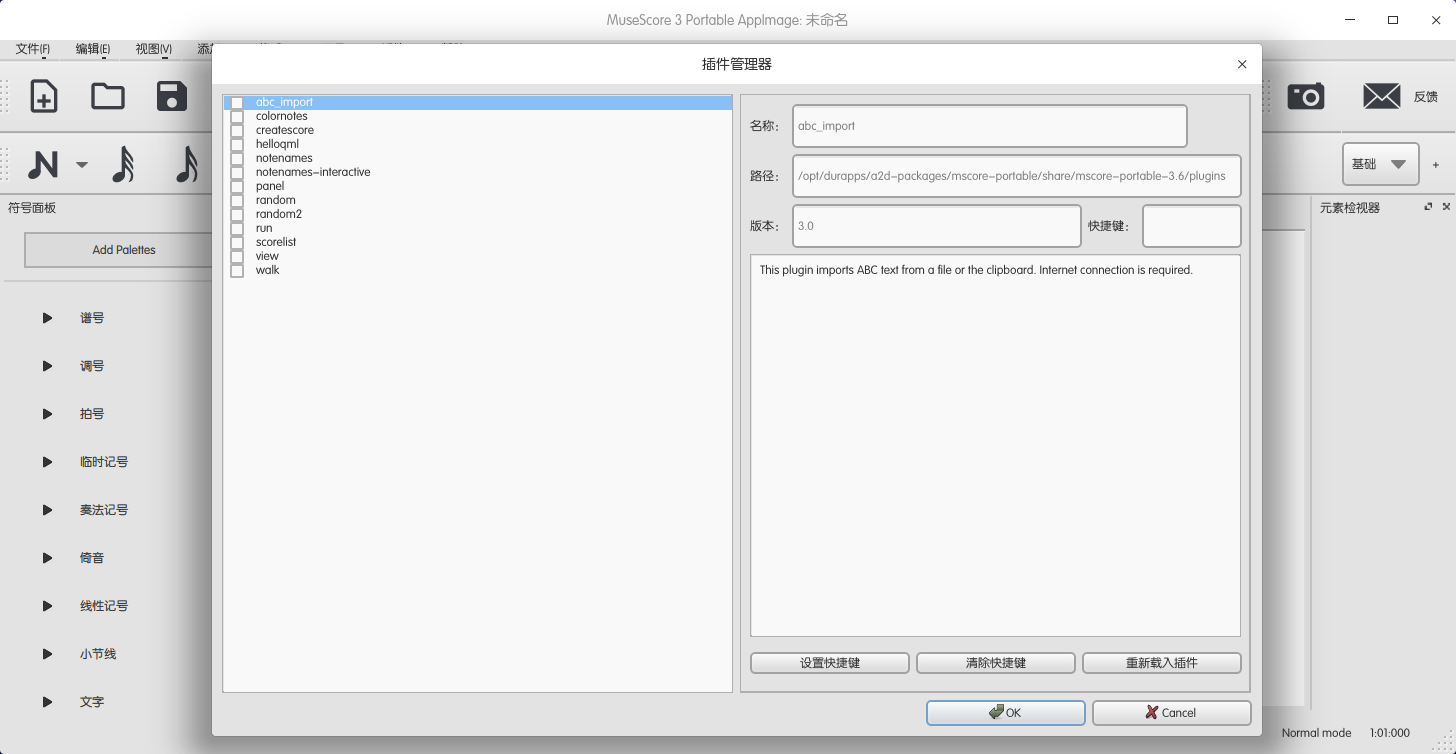 MuseScore 3 Portable AppImage: 未命名
文件(F) 编辑(E) 视图(V) 添加
插件管理器
反馈
基础
+
符号面板
Add Palettes
谱号
调号
拍号
临时记号
奏法记号
倚音
线性记号
小节线
文字
abc_import
colornotes
createscore
helloqml
notenames
notenames-interactive
panel
random
random2
run
scorelist
view
walk
名称: abc_import
路径: /opt/durapps/a2d-packages/mscore-portable/share/mscore-portable-3.6/plugins
版本: 3.0 快捷键:
This plugin imports ABC text from a file or the clipboard. Internet connection is required.
设置快捷键 清除快捷键 重新载入插件
OK Cancel
元素检视器
Normal mode 1:01:000